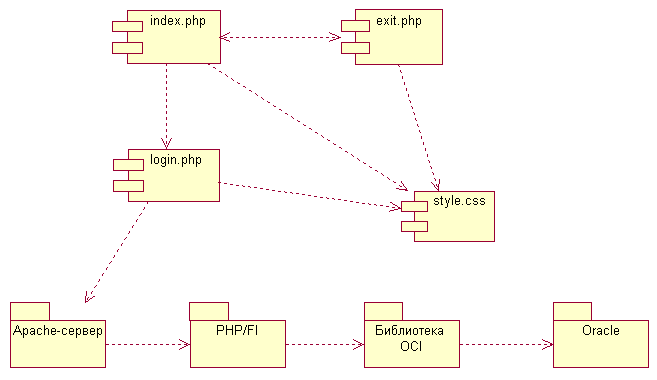 index.php
exit.php
login.php
style.css
Apache-сервер
PHP/FI
Библиотека
OCI
Oracle